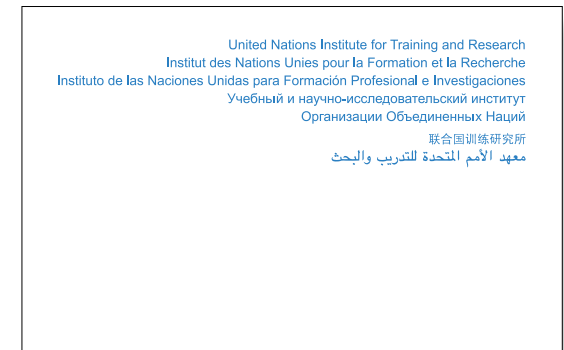 United Nations Institute for Training and Research
Institut des Nations Unies pour la Formation et la Recherche
Instituto de las Naciones Unidas para Formación Profesional e Investigaciones
Учебный и научно-исследовательский институт
Организации Объединенных Наций
联合国训练研究所
معهد الأمم المتحدة للتدريب والبحث